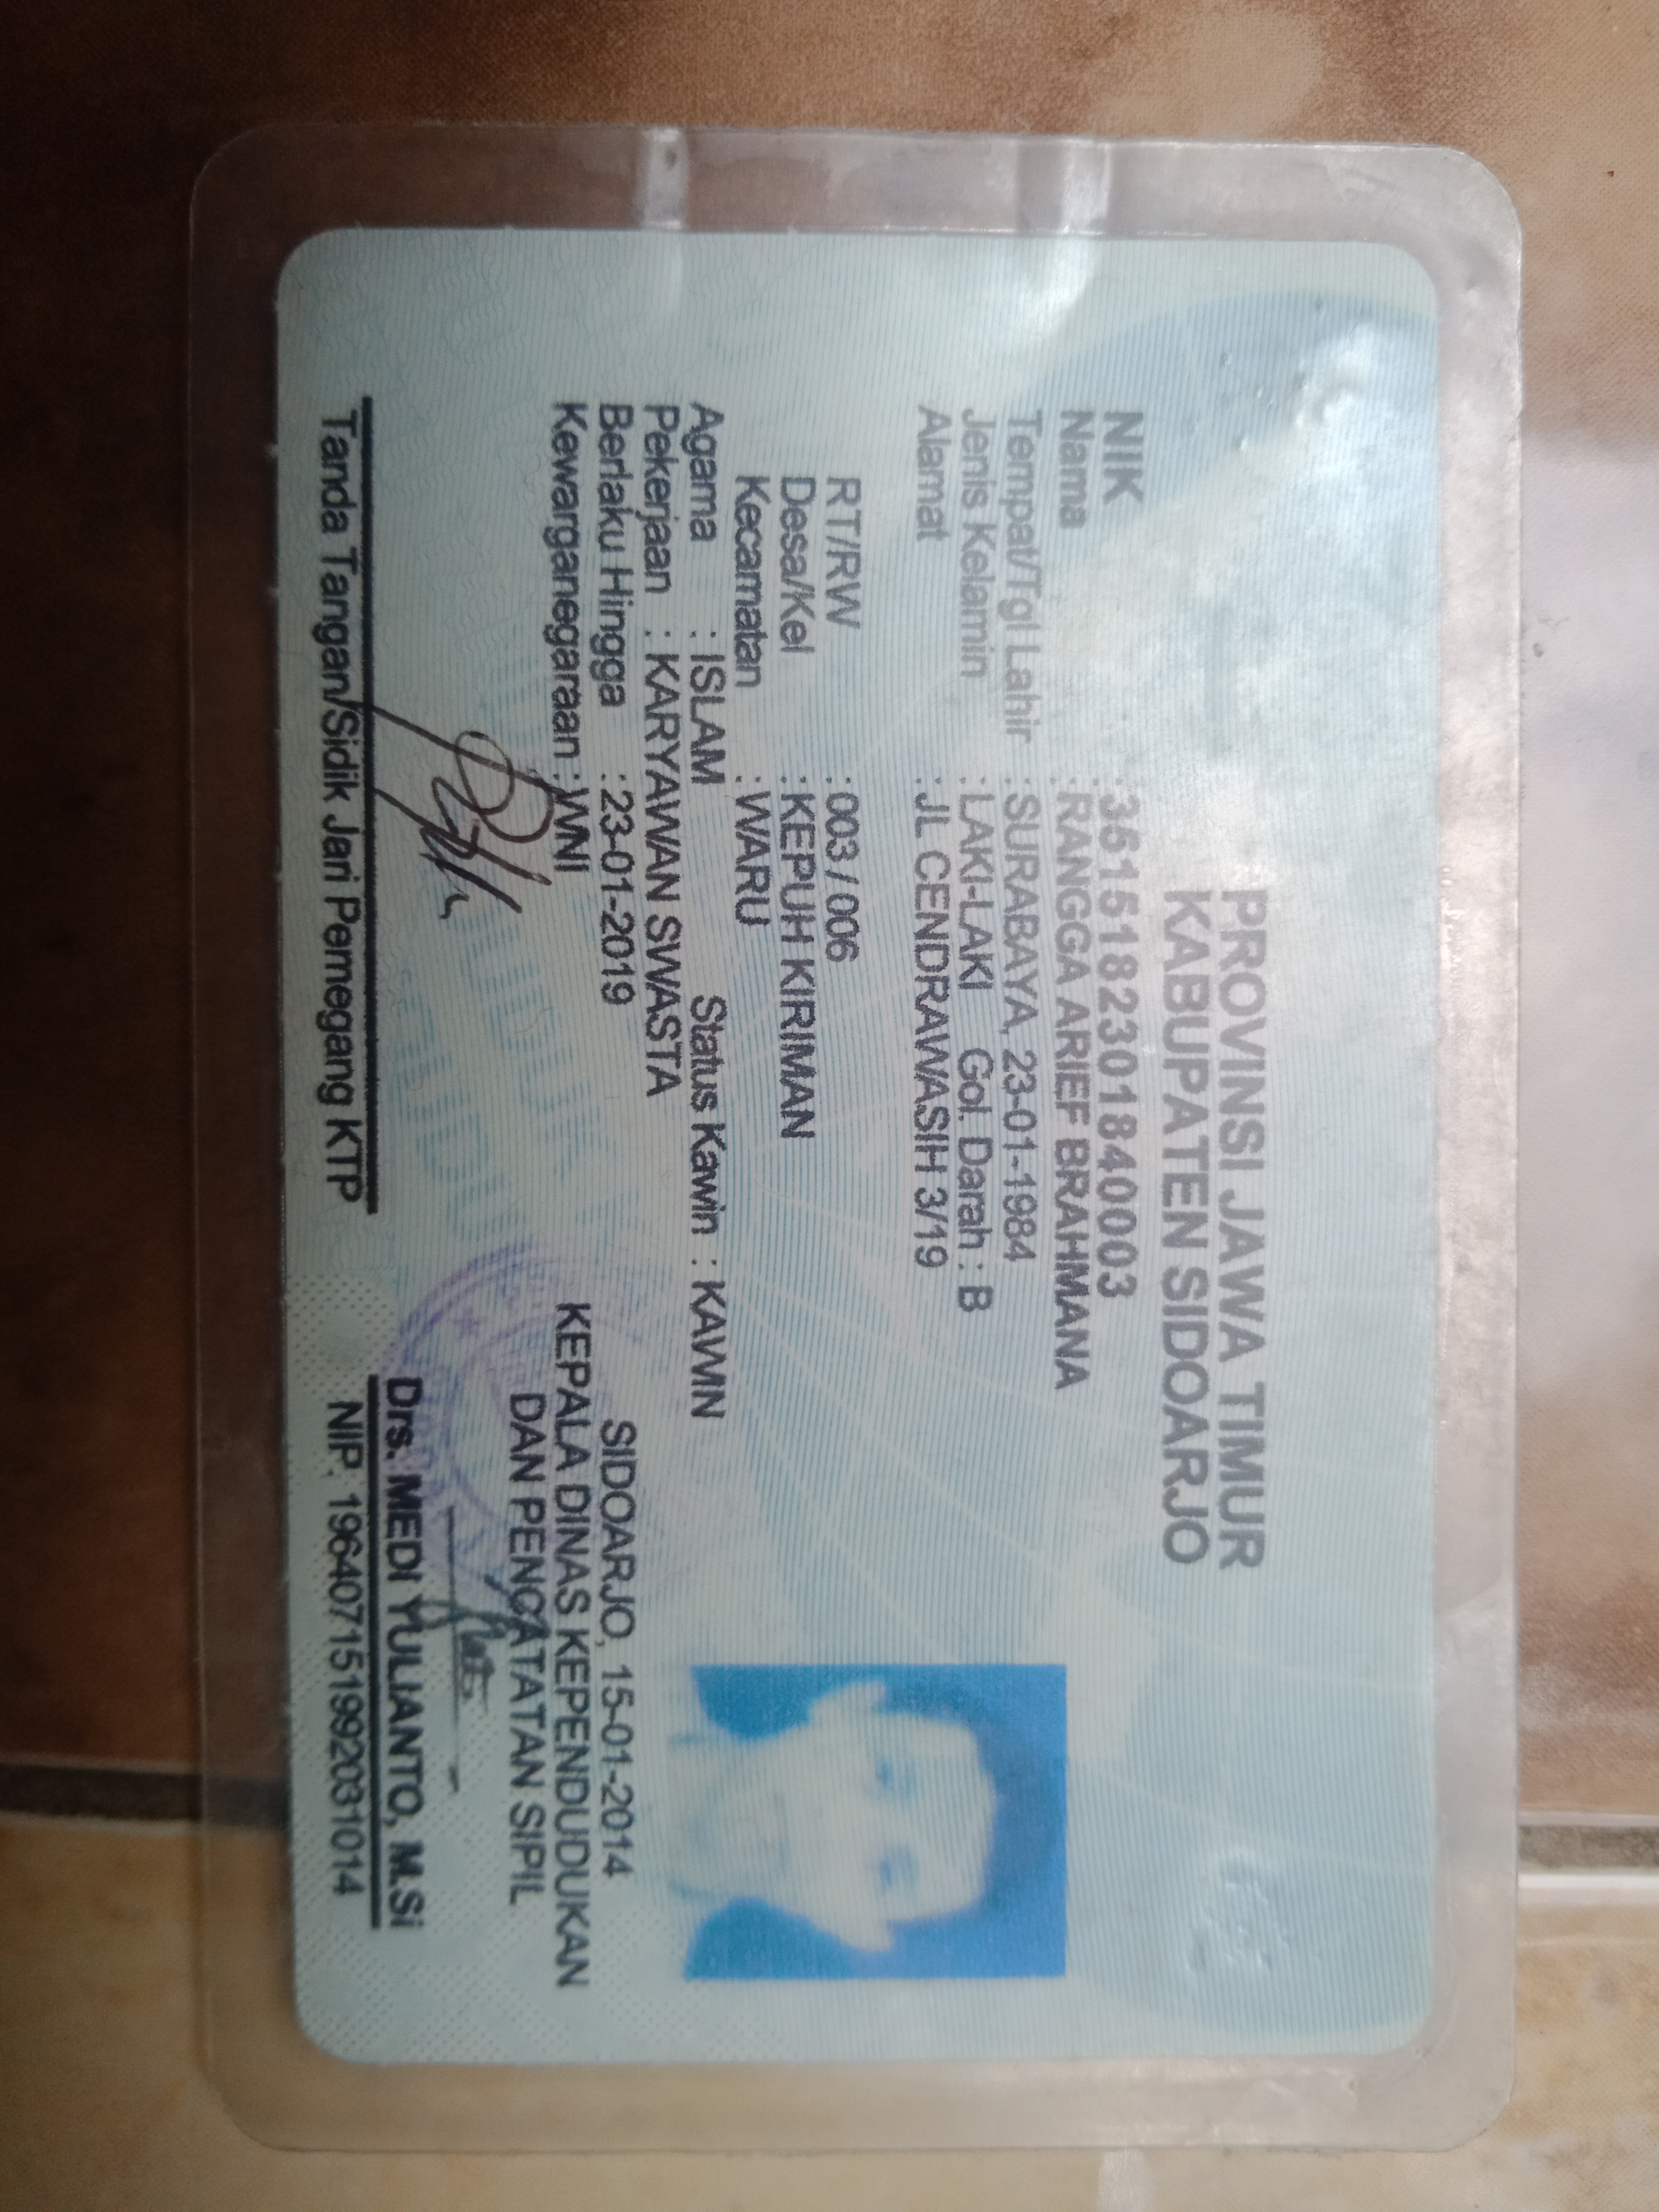 PROVINSI JAWA TIMUR
KABUPATEN SIDOARJO
NIK : 3515182301840003
Nama : RANGGA ARIEF BRAHMANA
Tempat/Tgl Lahir : SURABAYA, 23-01-1984
Jenis Kelamin : LAKI-LAKI Gol. Darah : B
Alamat : JL CENDRAWASIH 3/19
RT/RW : 003 / 006
Desa/Kel : KEPUH KIRIMAN
Kecamatan : WARU
Agama : ISLAM Status Kawin : KAWIN
Pekerjaan : KARYAWAN SWASTA
Berlaku Hingga : 23-01-2019
Kewarganegaraan : WNI
Tanda Tangan/Sidik Jari Pemegang KTP
SIDOARJO, 15-01-2014
KEPALA DINAS KEPENDUDUKAN
DAN PENCATATAN SIPIL
Drs. MEDI YULIANTO, M.Si
NIP. 196407151992031014